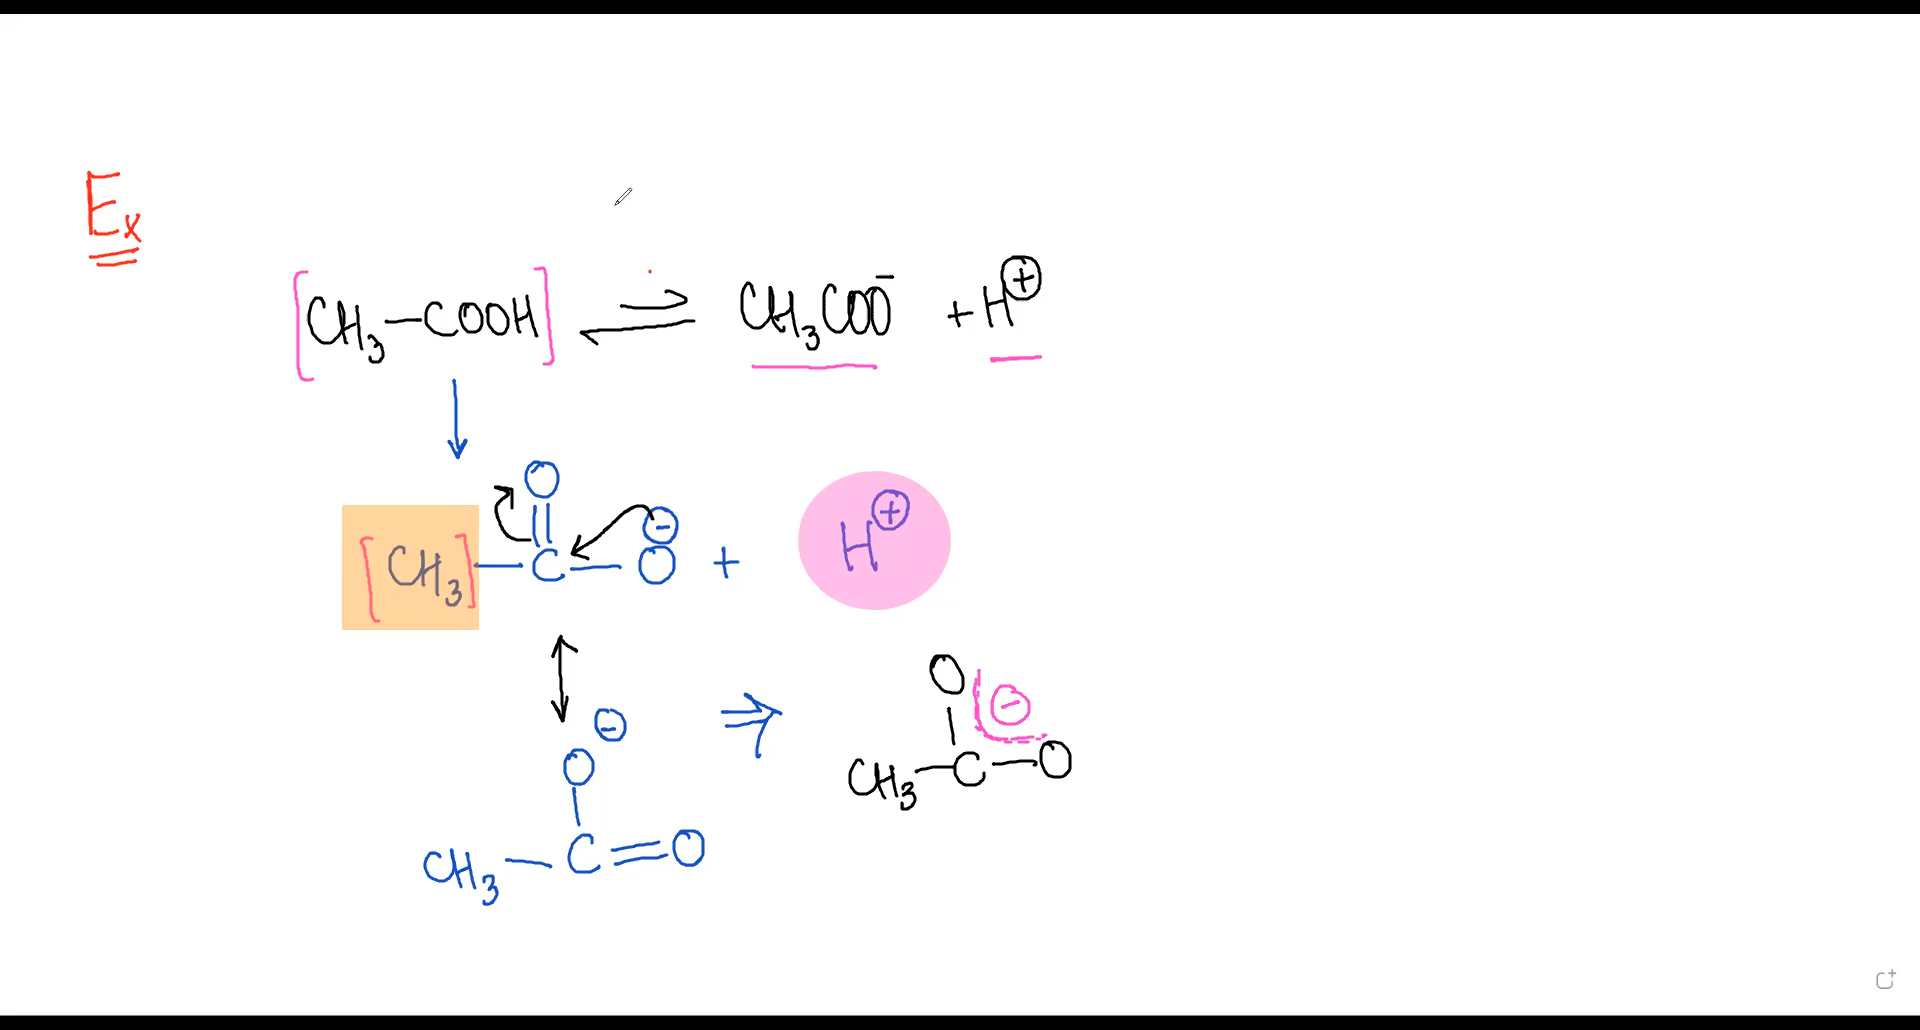 Ex
[CH₃—COOH] ⇌ CH₃COO⁻ + H⊕
↓
O
[CH₃]—C—O⊖ + H⊕
↕
O⊖ ⇒ O ⊖
CH₃—C—O
CH₃—C=O